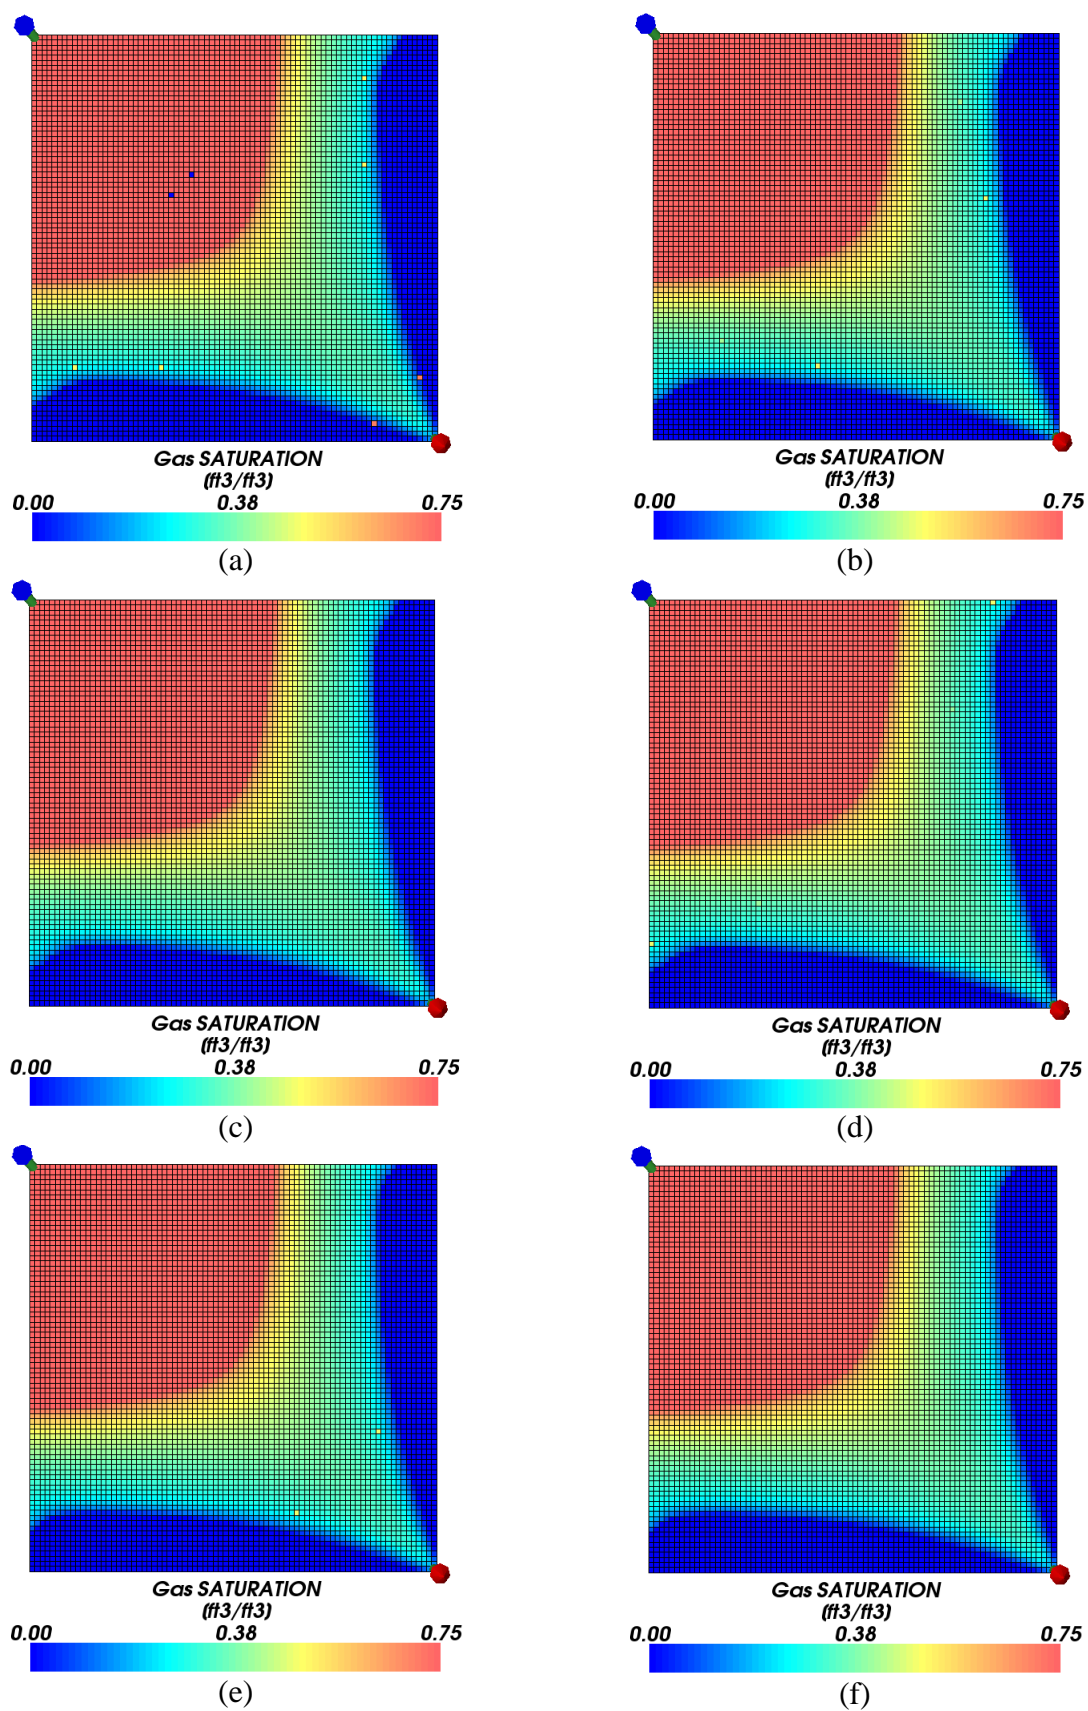 Gas SATURATION
(ft3/ft3)
0.00 0.38 0.75
(a)
Gas SATURATION
(ft3/ft3)
0.00 0.38 0.75
(b)
Gas SATURATION
(ft3/ft3)
0.00 0.38 0.75
(c)
Gas SATURATION
(ft3/ft3)
0.00 0.38 0.75
(d)
Gas SATURATION
(ft3/ft3)
0.00 0.38 0.75
(e)
Gas SATURATION
(ft3/ft3)
0.00 0.38 0.75
(f)